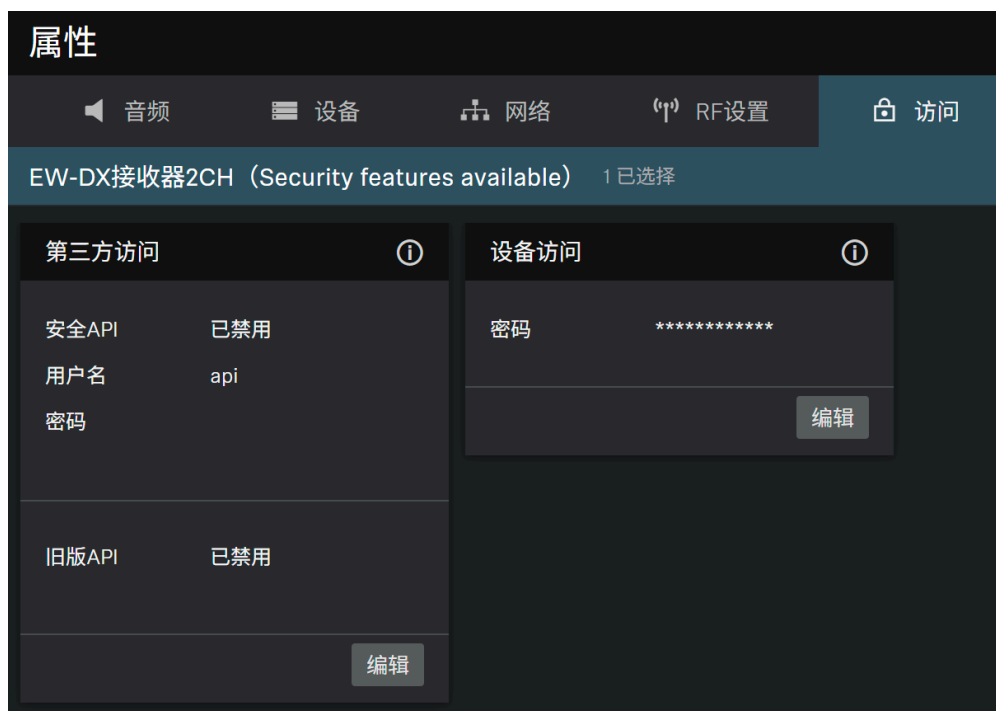 属性
音频 设备 网络 RF设置 访问
EW-DX接收器2CH（Security features available） 1 已选择
第三方访问
安全API 已禁用
用户名 api
密码
旧版API 已禁用
编辑
设备访问
密码 ************
编辑